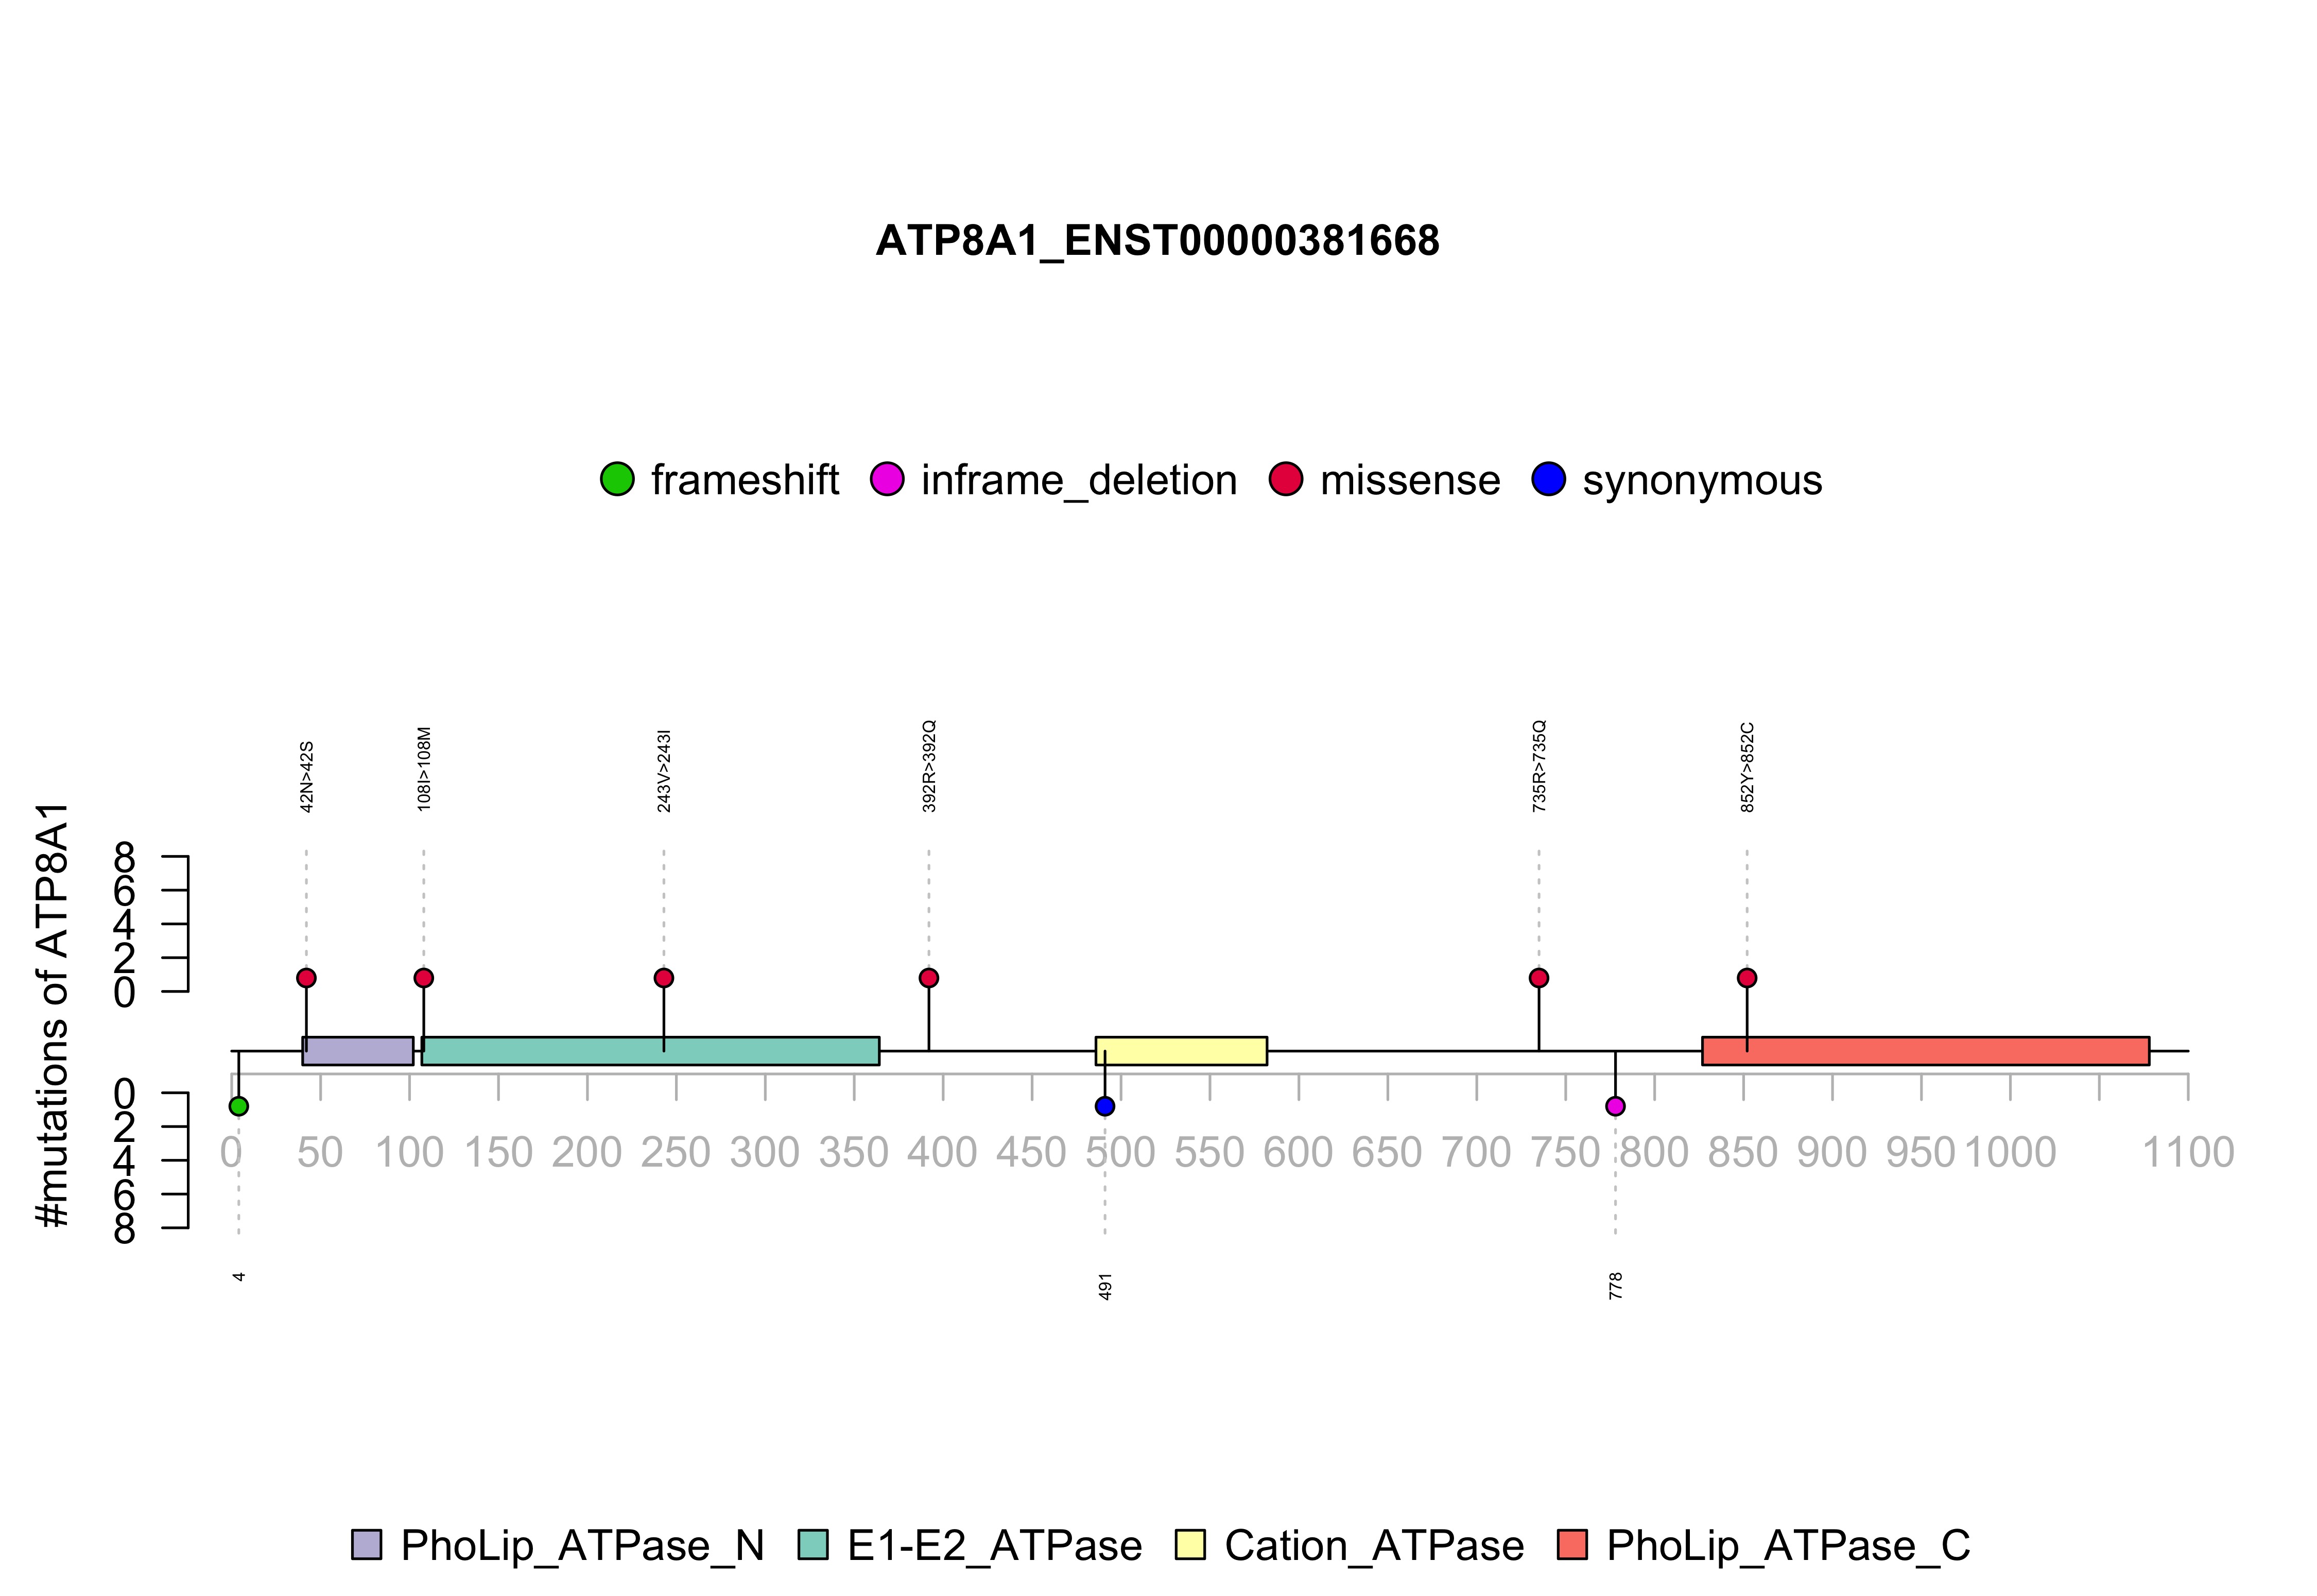 ATP8A1_ENST00000381668
frameshift inframe_deletion missense synonymous
42N>42S 108I>108M 243V>243I 392R>392Q 735R>735Q 852Y>852C
#mutations of ATP8A1
8
6
4
2
0
0
2
4
6
8
0 50 100 150 200 250 300 350 400 450 500 550 600 650 700 750 800 850 900 950 1000 1100
4 491 778
PhoLip_ATPase_N E1-E2_ATPase Cation_ATPase PhoLip_ATPase_C